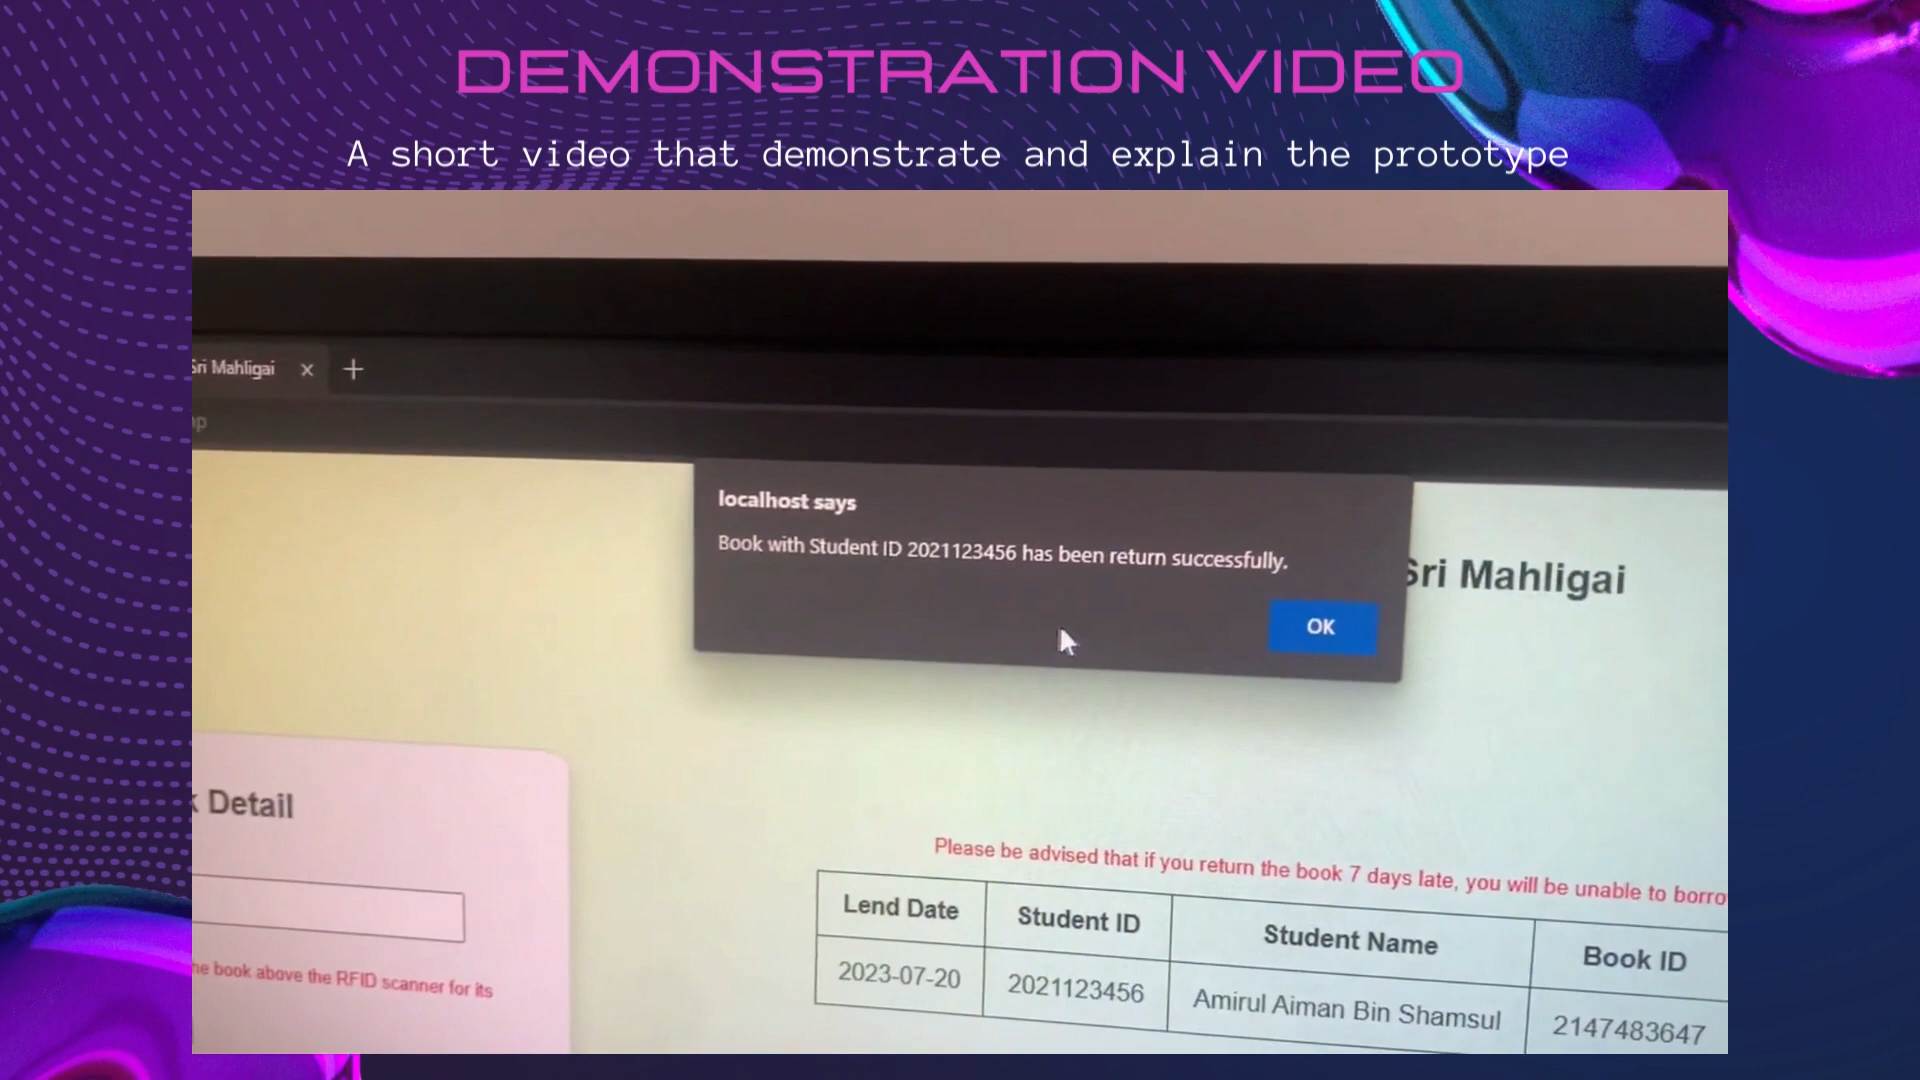 DEMONSTRATION VIDEO
A short video that demonstrate and explain the prototype
Sri Mahligai × +
localhost says
Book with Student ID 2021123456 has been return successfully.
OK
Sri Mahligai
Detail
book above the RFID scanner for its
Please be advised that if you return the book 7 days late, you will be unable to
Lend Date Student ID Student Name Book ID
2023-07-20 2021123456 Amirul Aiman Bin Shamsul 2147483647